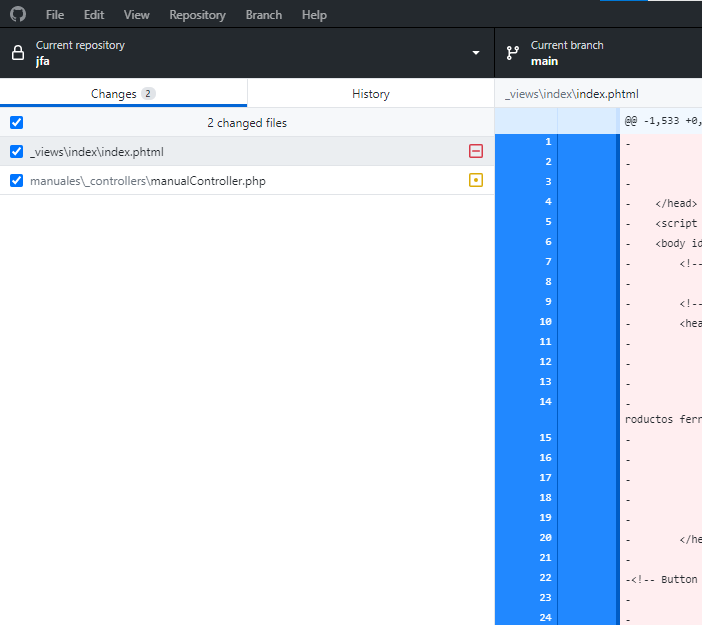 File Edit View Repository Branch Help
Current repository
jfa
Current branch
main
Changes 2
History
_views\index\index.phtml
2 changed files
_views\index\index.phtml
manuales\_controllers\manualController.php
@@ -1,533 +0,
1 -
2 -
3 -
4 - </head>
5 - <script
6 - <body id
7 - <!--
8 -
9 - <!--
10 - <hea
11 -
12 -
13 -
14 -
roductos ferr
15 -
16 -
17 -
18 -
19 -
20 - </he
21 -
22 -<!-- Button
23 -
24 -